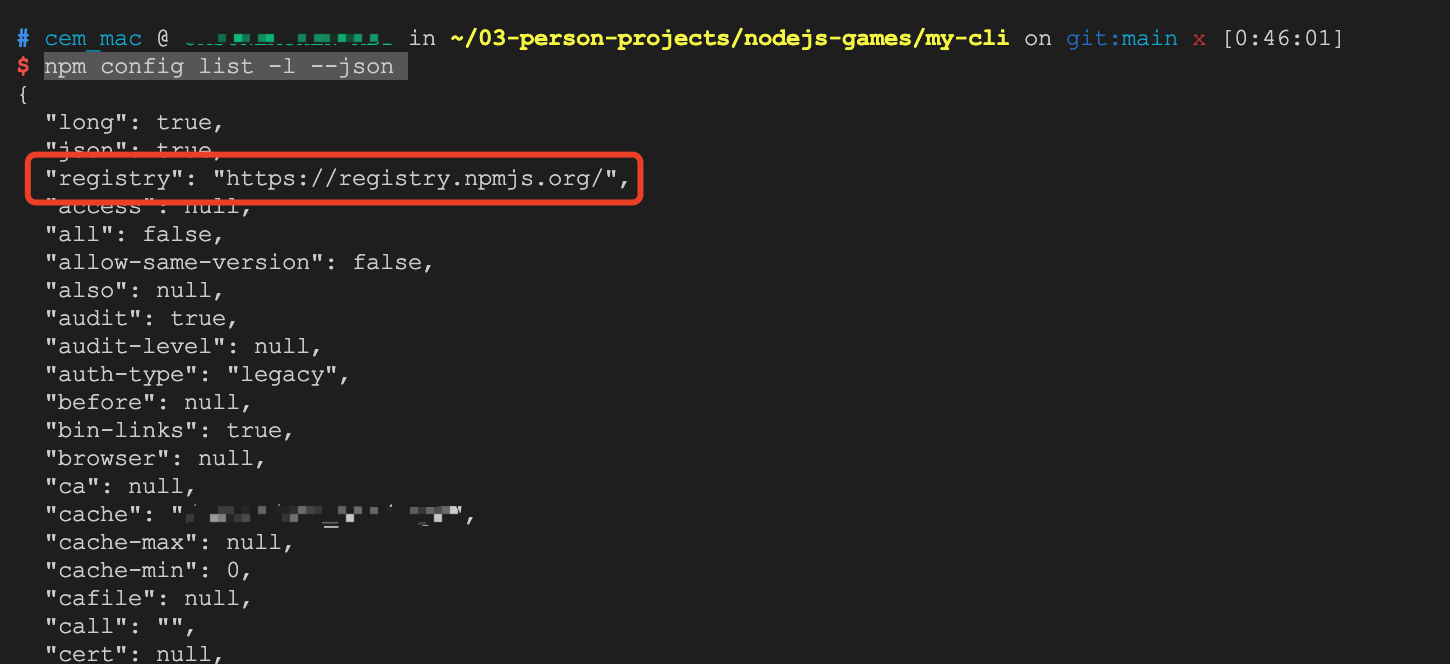 # cem_mac @ in ~/03-person-projects/nodejs-games/my-cli on git:main x [0:46:01]
$ npm config list -l --json
{
"long": true,
"json": true,
"registry": "https://registry.npmjs.org/",
"access": null,
"all": false,
"allow-same-version": false,
"also": null,
"audit": true,
"audit-level": null,
"auth-type": "legacy",
"before": null,
"bin-links": true,
"browser": null,
"ca": null,
"cache": "",
"cache-max": null,
"cache-min": 0,
"cafile": null,
"call": "",
"cert": null,